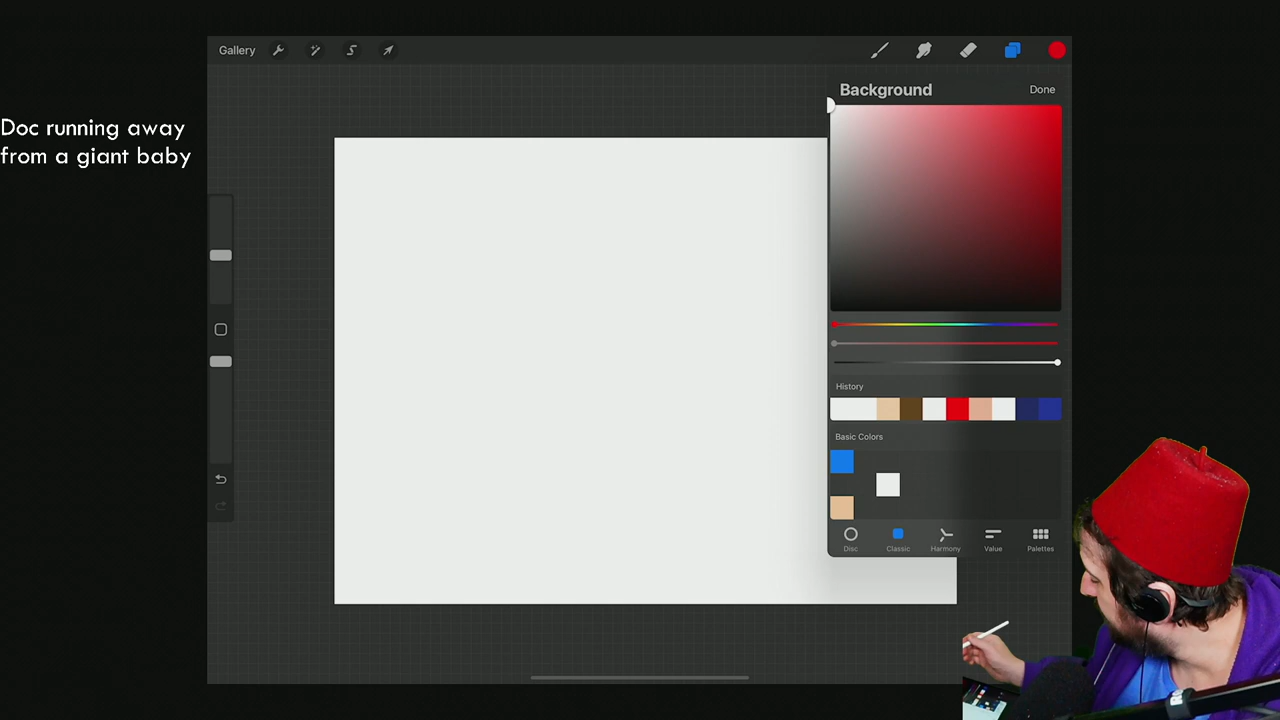 Gallery
Background
Done
Doc running away
from a giant baby
History
Basic Colors
Disc
Classic
Harmony
Value
Palettes